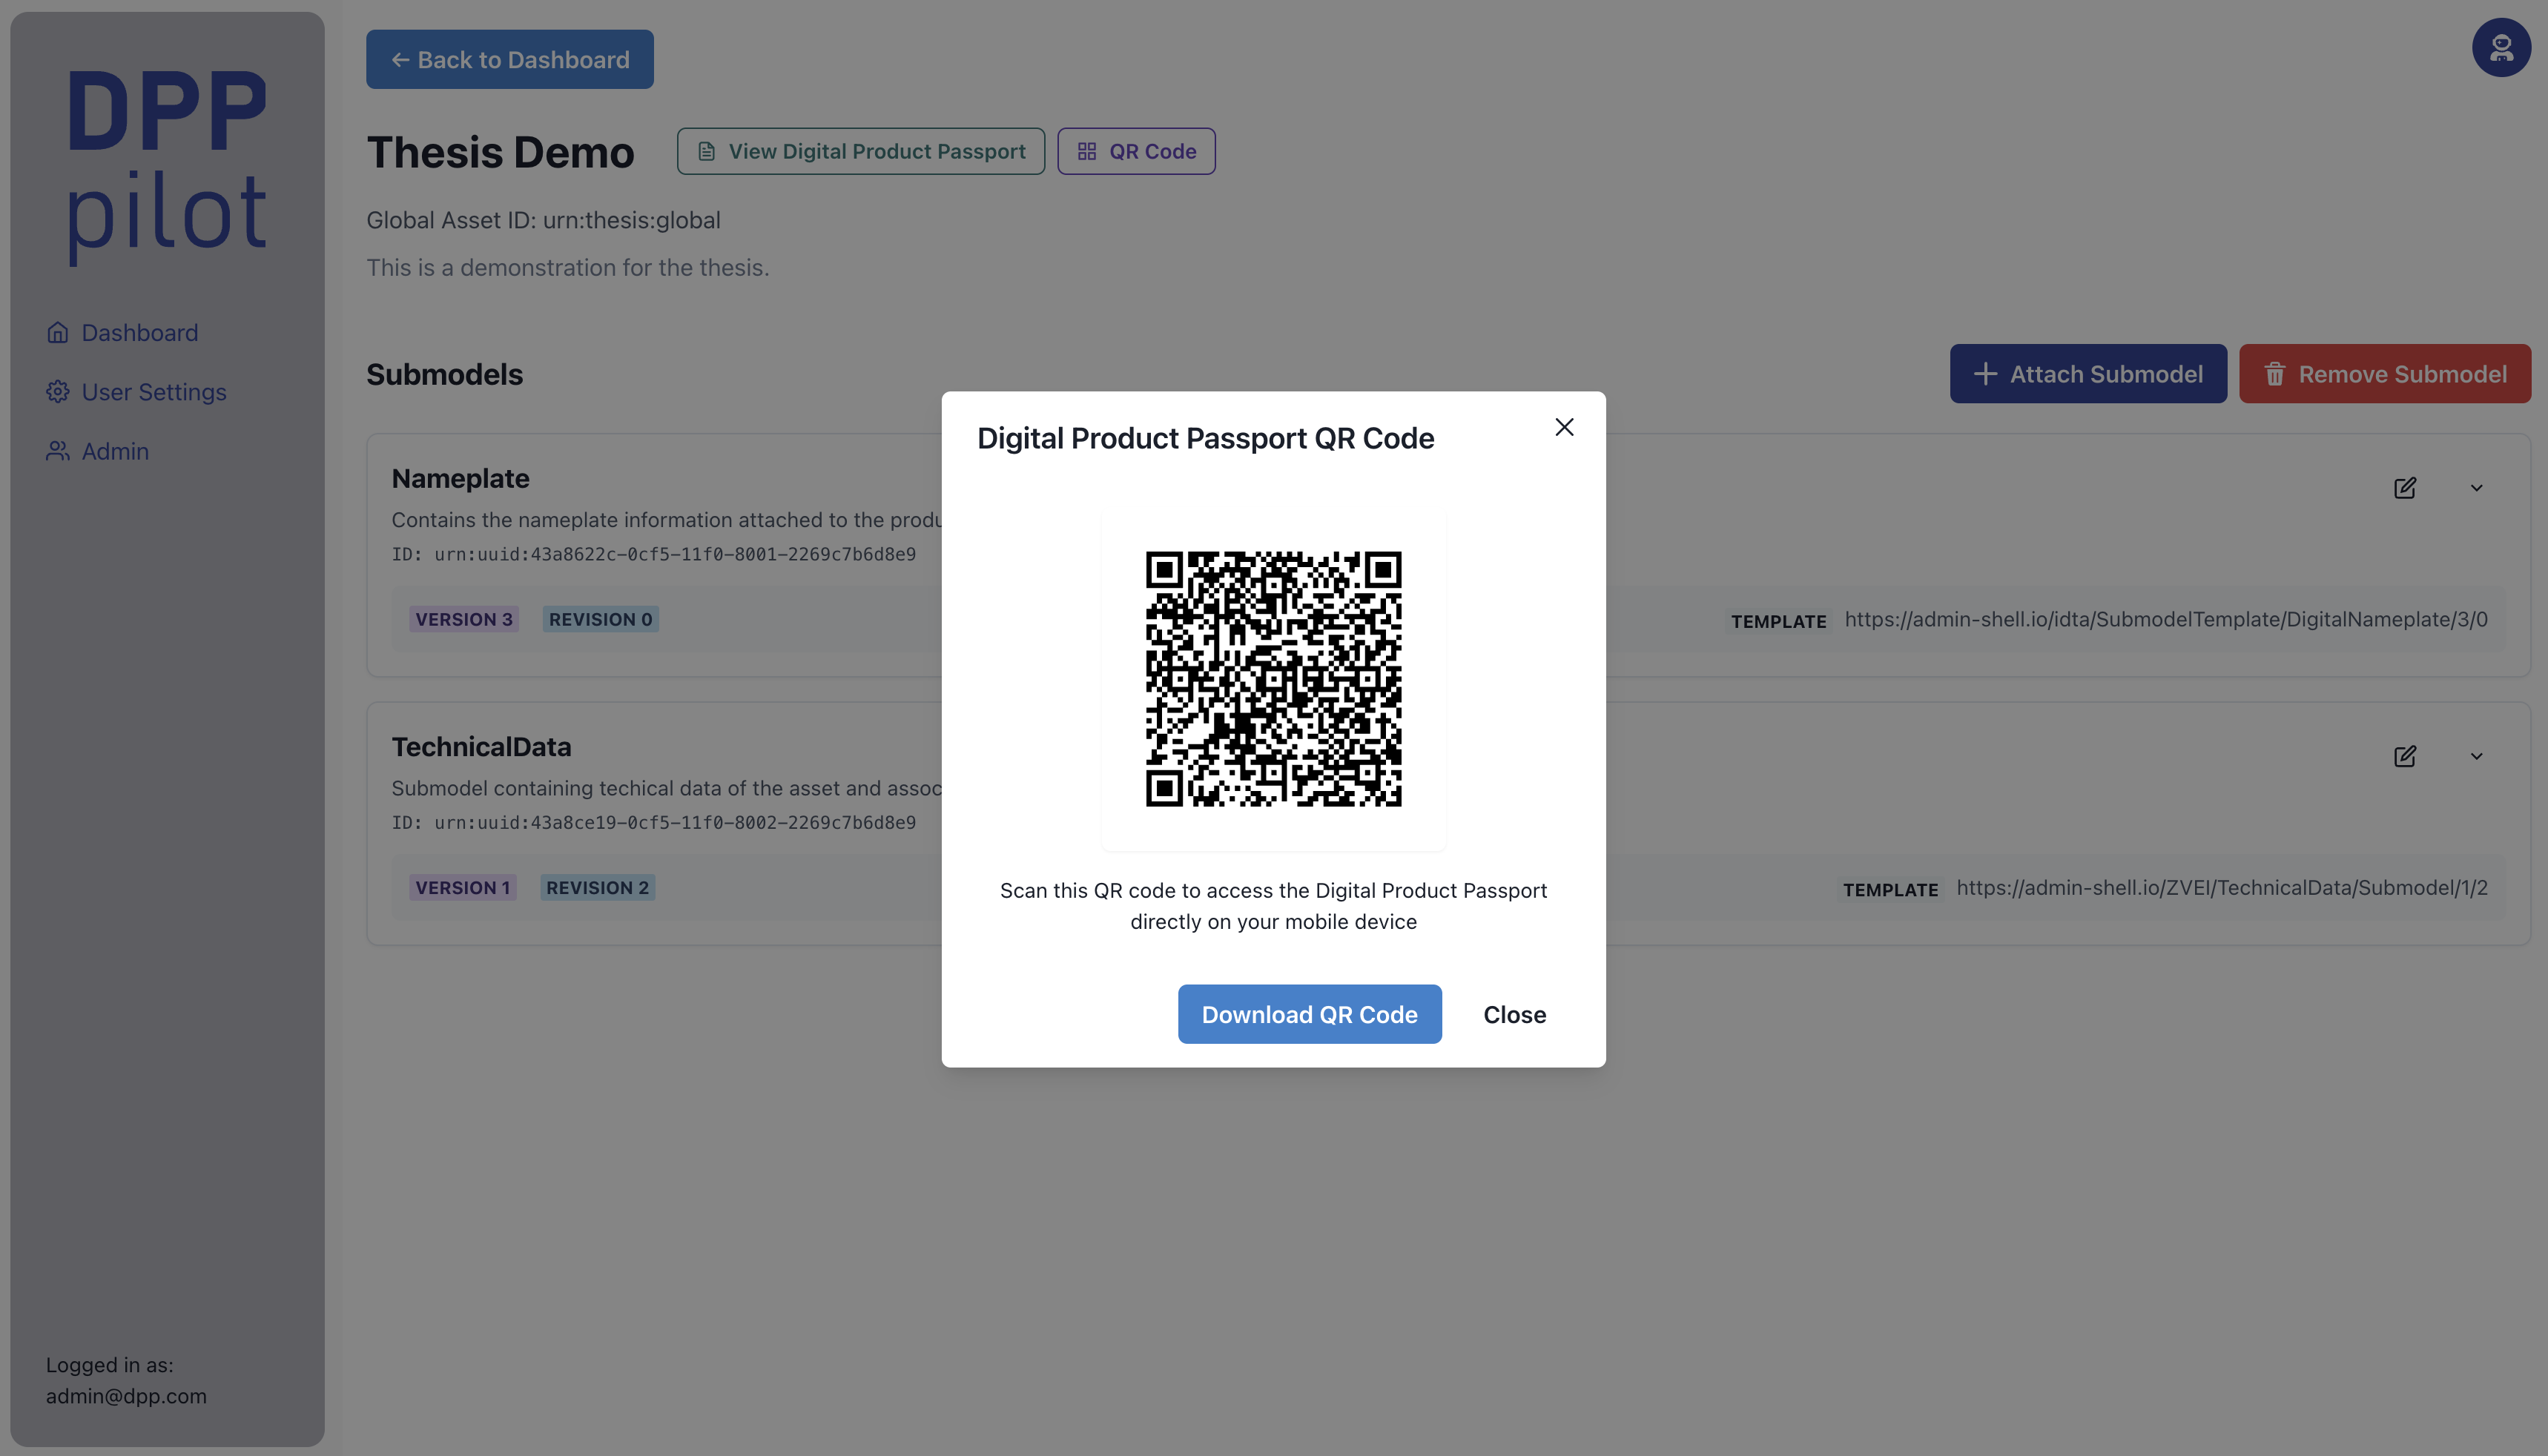 DPP
pilot
Dashboard
User Settings
Admin
Logged in as:
admin@dpp.com
← Back to Dashboard
Thesis Demo
View Digital Product Passport
QR Code
Global Asset ID: urn:thesis:global
This is a demonstration for the thesis.
Submodels
+ Attach Submodel
Remove Submodel
Nameplate
Contains the nameplate information attached to the produ
ID: urn:uuid:43a8622c-0cf5-11f0-8001-2269c7b6d8e9
VERSION 3 REVISION 0
TEMPLATE https://admin-shell.io/idta/SubmodelTemplate/DigitalNameplate/3/0
TechnicalData
Submodel containing techical data of the asset and assoc
ID: urn:uuid:43a8ce19-0cf5-11f0-8002-2269c7b6d8e9
VERSION 1 REVISION 2
TEMPLATE https://admin-shell.io/ZVEI/TechnicalData/Submodel/1/2
Digital Product Passport QR Code
Scan this QR code to access the Digital Product Passport
directly on your mobile device
Download QR Code
Close